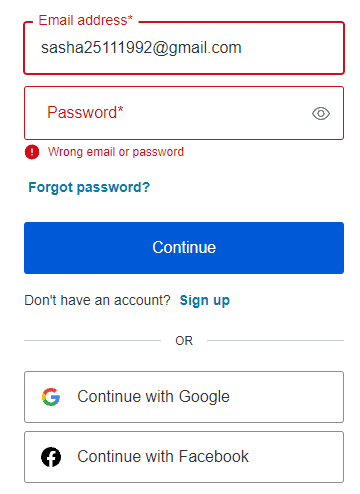 Email address*
sasha25111992@gmail.com
Password*
Wrong email or password
Forgot password?
Continue
Don't have an account? Sign up
OR
Continue with Google
Continue with Facebook